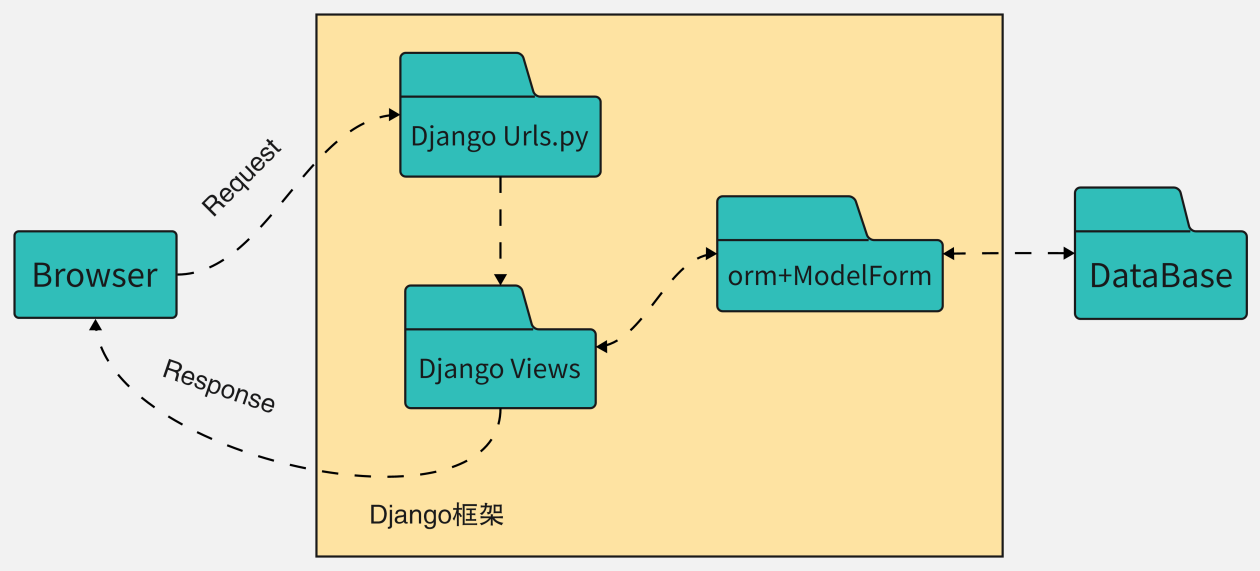 Request
Django Urls.py
Browser
orm+ModelForm
DataBase
Django Views
Response
Django框架